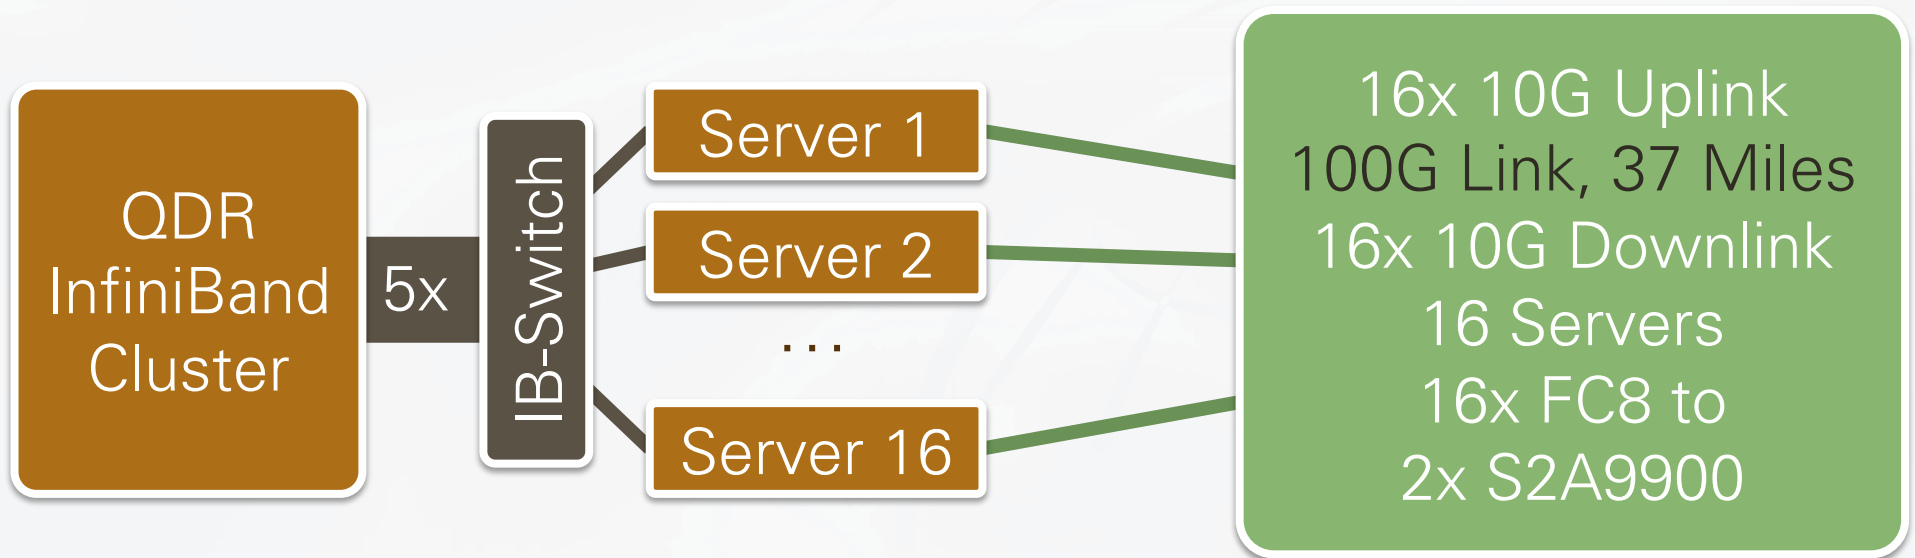 QDR
InfiniBand
Cluster
5x
IB-Switch
Server 1
Server 2
...
Server 16
16x 10G Uplink
100G Link, 37 Miles
16x 10G Downlink
16 Servers
16x FC8 to
2x S2A9900